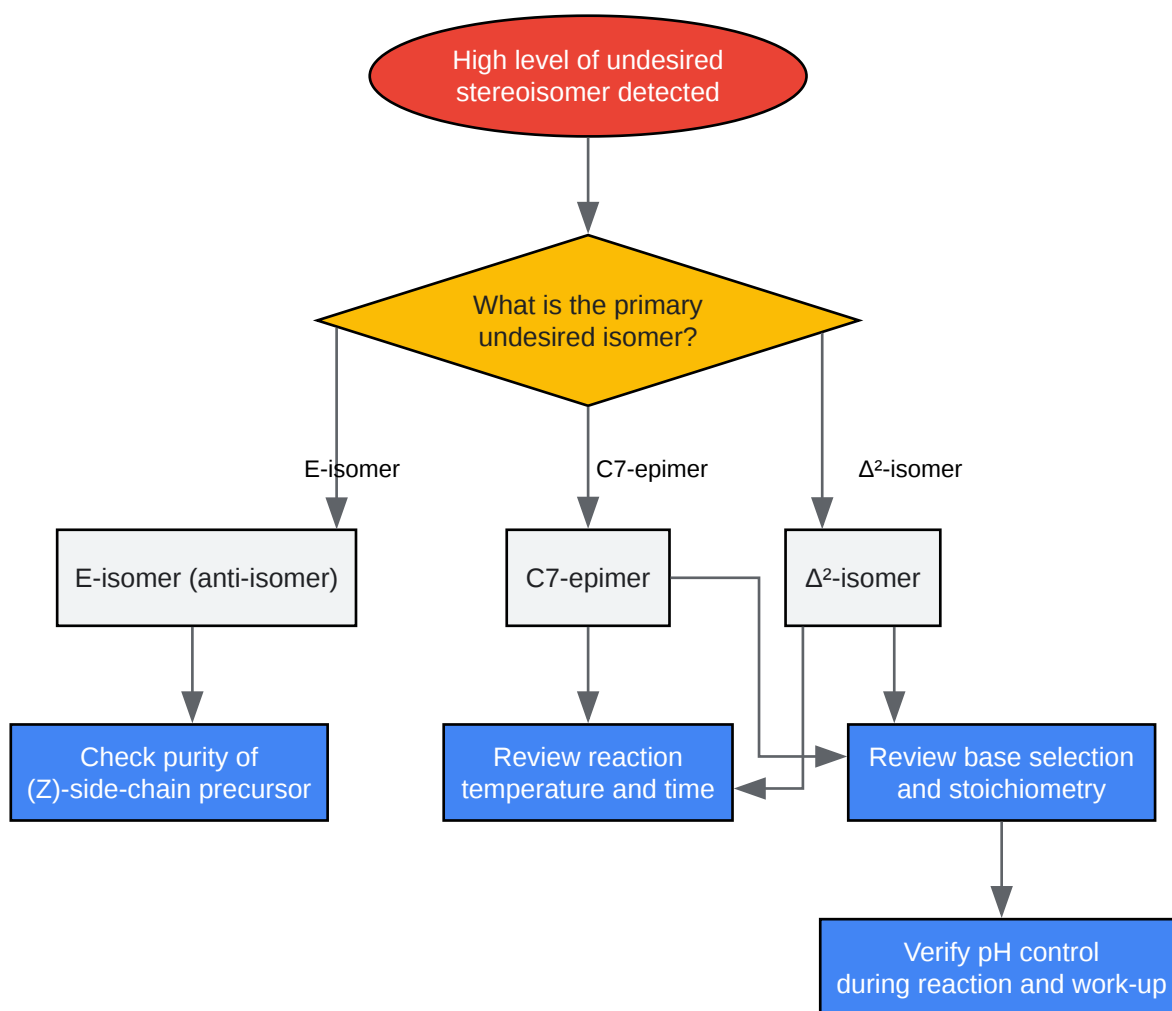 High level of undesired
stereoisomer detected
What is the primary
undesired isomer?
E-isomer
C7-epimer
Δ²-isomer
E-isomer (anti-isomer)
C7-epimer
Δ²-isomer
Check purity of
(Z)-side-chain precursor
Review reaction
temperature and time
Review base selection
and stoichiometry
Verify pH control
during reaction and work-up